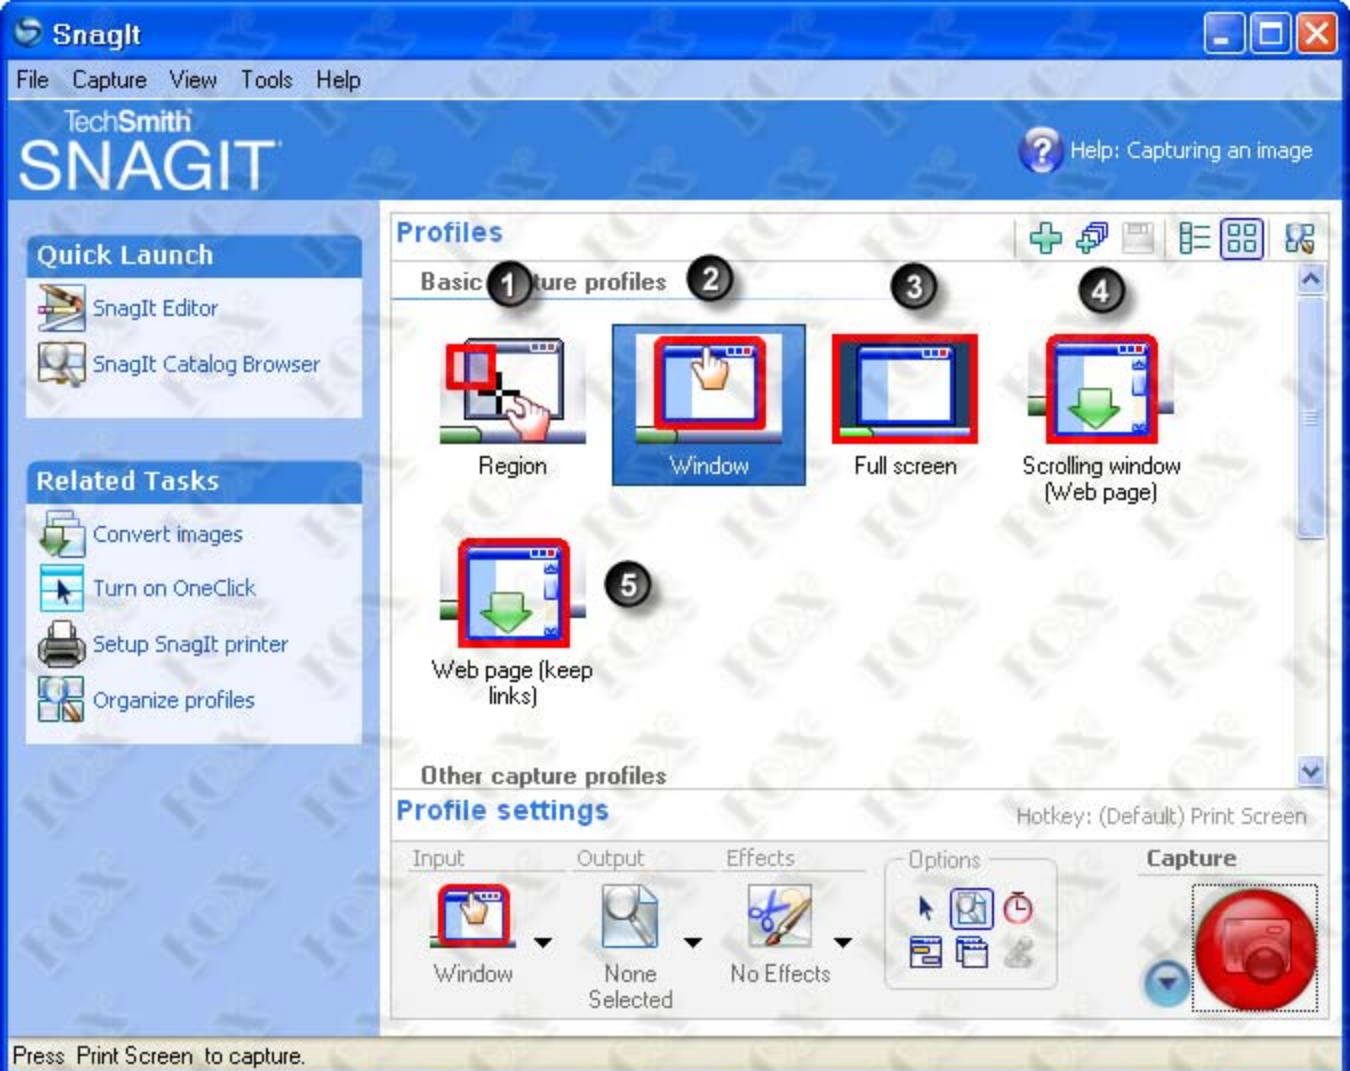 SnagIt
File Capture View Tools Help
TechSmith
SNAGIT
Help: Capturing an image
Quick Launch
SnagIt Editor
SnagIt Catalog Browser
Related Tasks
Convert images
Turn on OneClick
Setup SnagIt printer
Organize profiles
Profiles
Basic ture profiles
1
2
3
4
Region
Window
Full screen
Scrolling window
(Web page)
5
Web page (keep
links)
Other capture profiles
Profile settings
Hotkey: (Default) Print Screen
Input
Output
Effects
Options
Capture
Window
None
Selected
No Effects
Press Print Screen to capture.